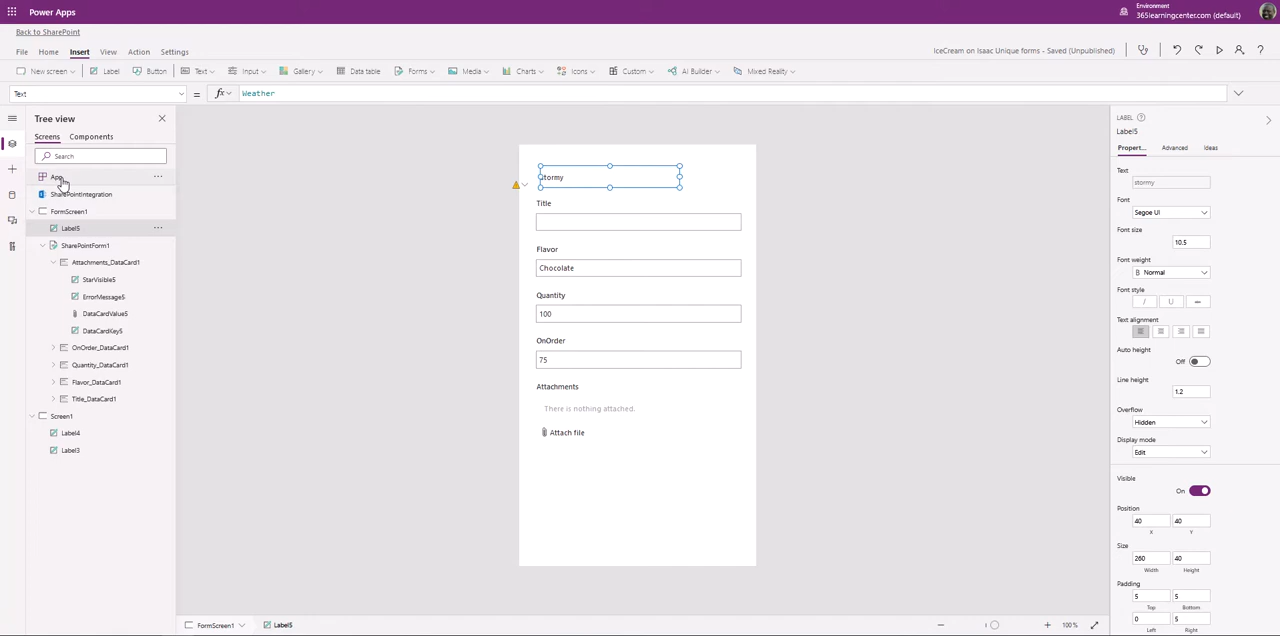 Power Apps
Environment
365learningcenter.com (default)
Back to SharePoint
File Home Insert View Action Settings
IceCream on Isaac Unique forms - Saved (Unpublished)
New screen Label Button Text Input Gallery Data table Forms Media Charts Icons Custom AI Builder Mixed Reality
Text = fx Weather
Tree view
Screens Components
Search
App
SharePointIntegration
FormScreen1
Label5
SharePointForm1
Attachments_DataCard1
StarVisible5
ErrorMessage5
DataCardValue5
DataCardKey5
OnOrder_DataCard1
Quantity_DataCard1
Flavor_DataCard1
Title_DataCard1
Screen1
Label4
Label3
Stormy
Title
Flavor
Chocolate
Quantity
100
OnOrder
75
Attachments
There is nothing attached.
Attach file
LABEL
Label5
Propert... Advanced Ideas
Text
stormy
Font
Segoe UI
Font size
10.5
Font weight
B Normal
Font style
/ U
Text alignment
Auto height
Off
Line height
1.2
Overflow
Hidden
Display mode
Edit
Visible
On
Position
40 40
X Y
Size
260 40
Width Height
Padding
5 5
Top Bottom
0 5
Left Right
FormScreen1 Label5
100 %